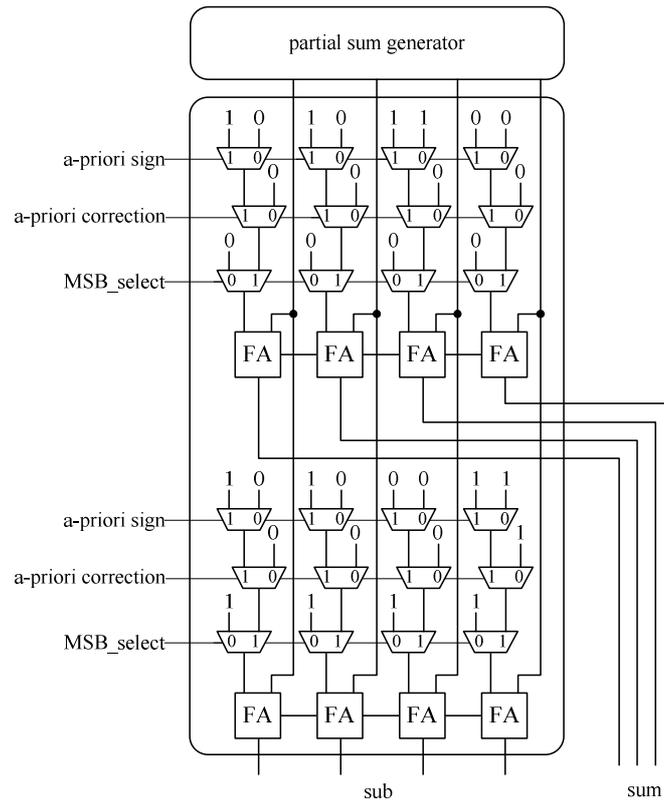 partial sum generator
1 0 1 0 1 1 0 0
a-priori sign 1 0 1 0 1 0 1 0
0 0 0 0
a-priori correction 1 0 1 0 1 0 1 0
0 0 0 0
MSB_select 0 1 0 1 0 1 0 1
FA FA FA FA
1 0 1 0 0 0 1 1
a-priori sign 1 0 1 0 1 0 1 0
0 0 0 1
a-priori correction 1 0 1 0 1 0 1 0
1 1 1 1
MSB_select 0 1 0 1 0 1 0 1
FA FA FA FA
sub sum